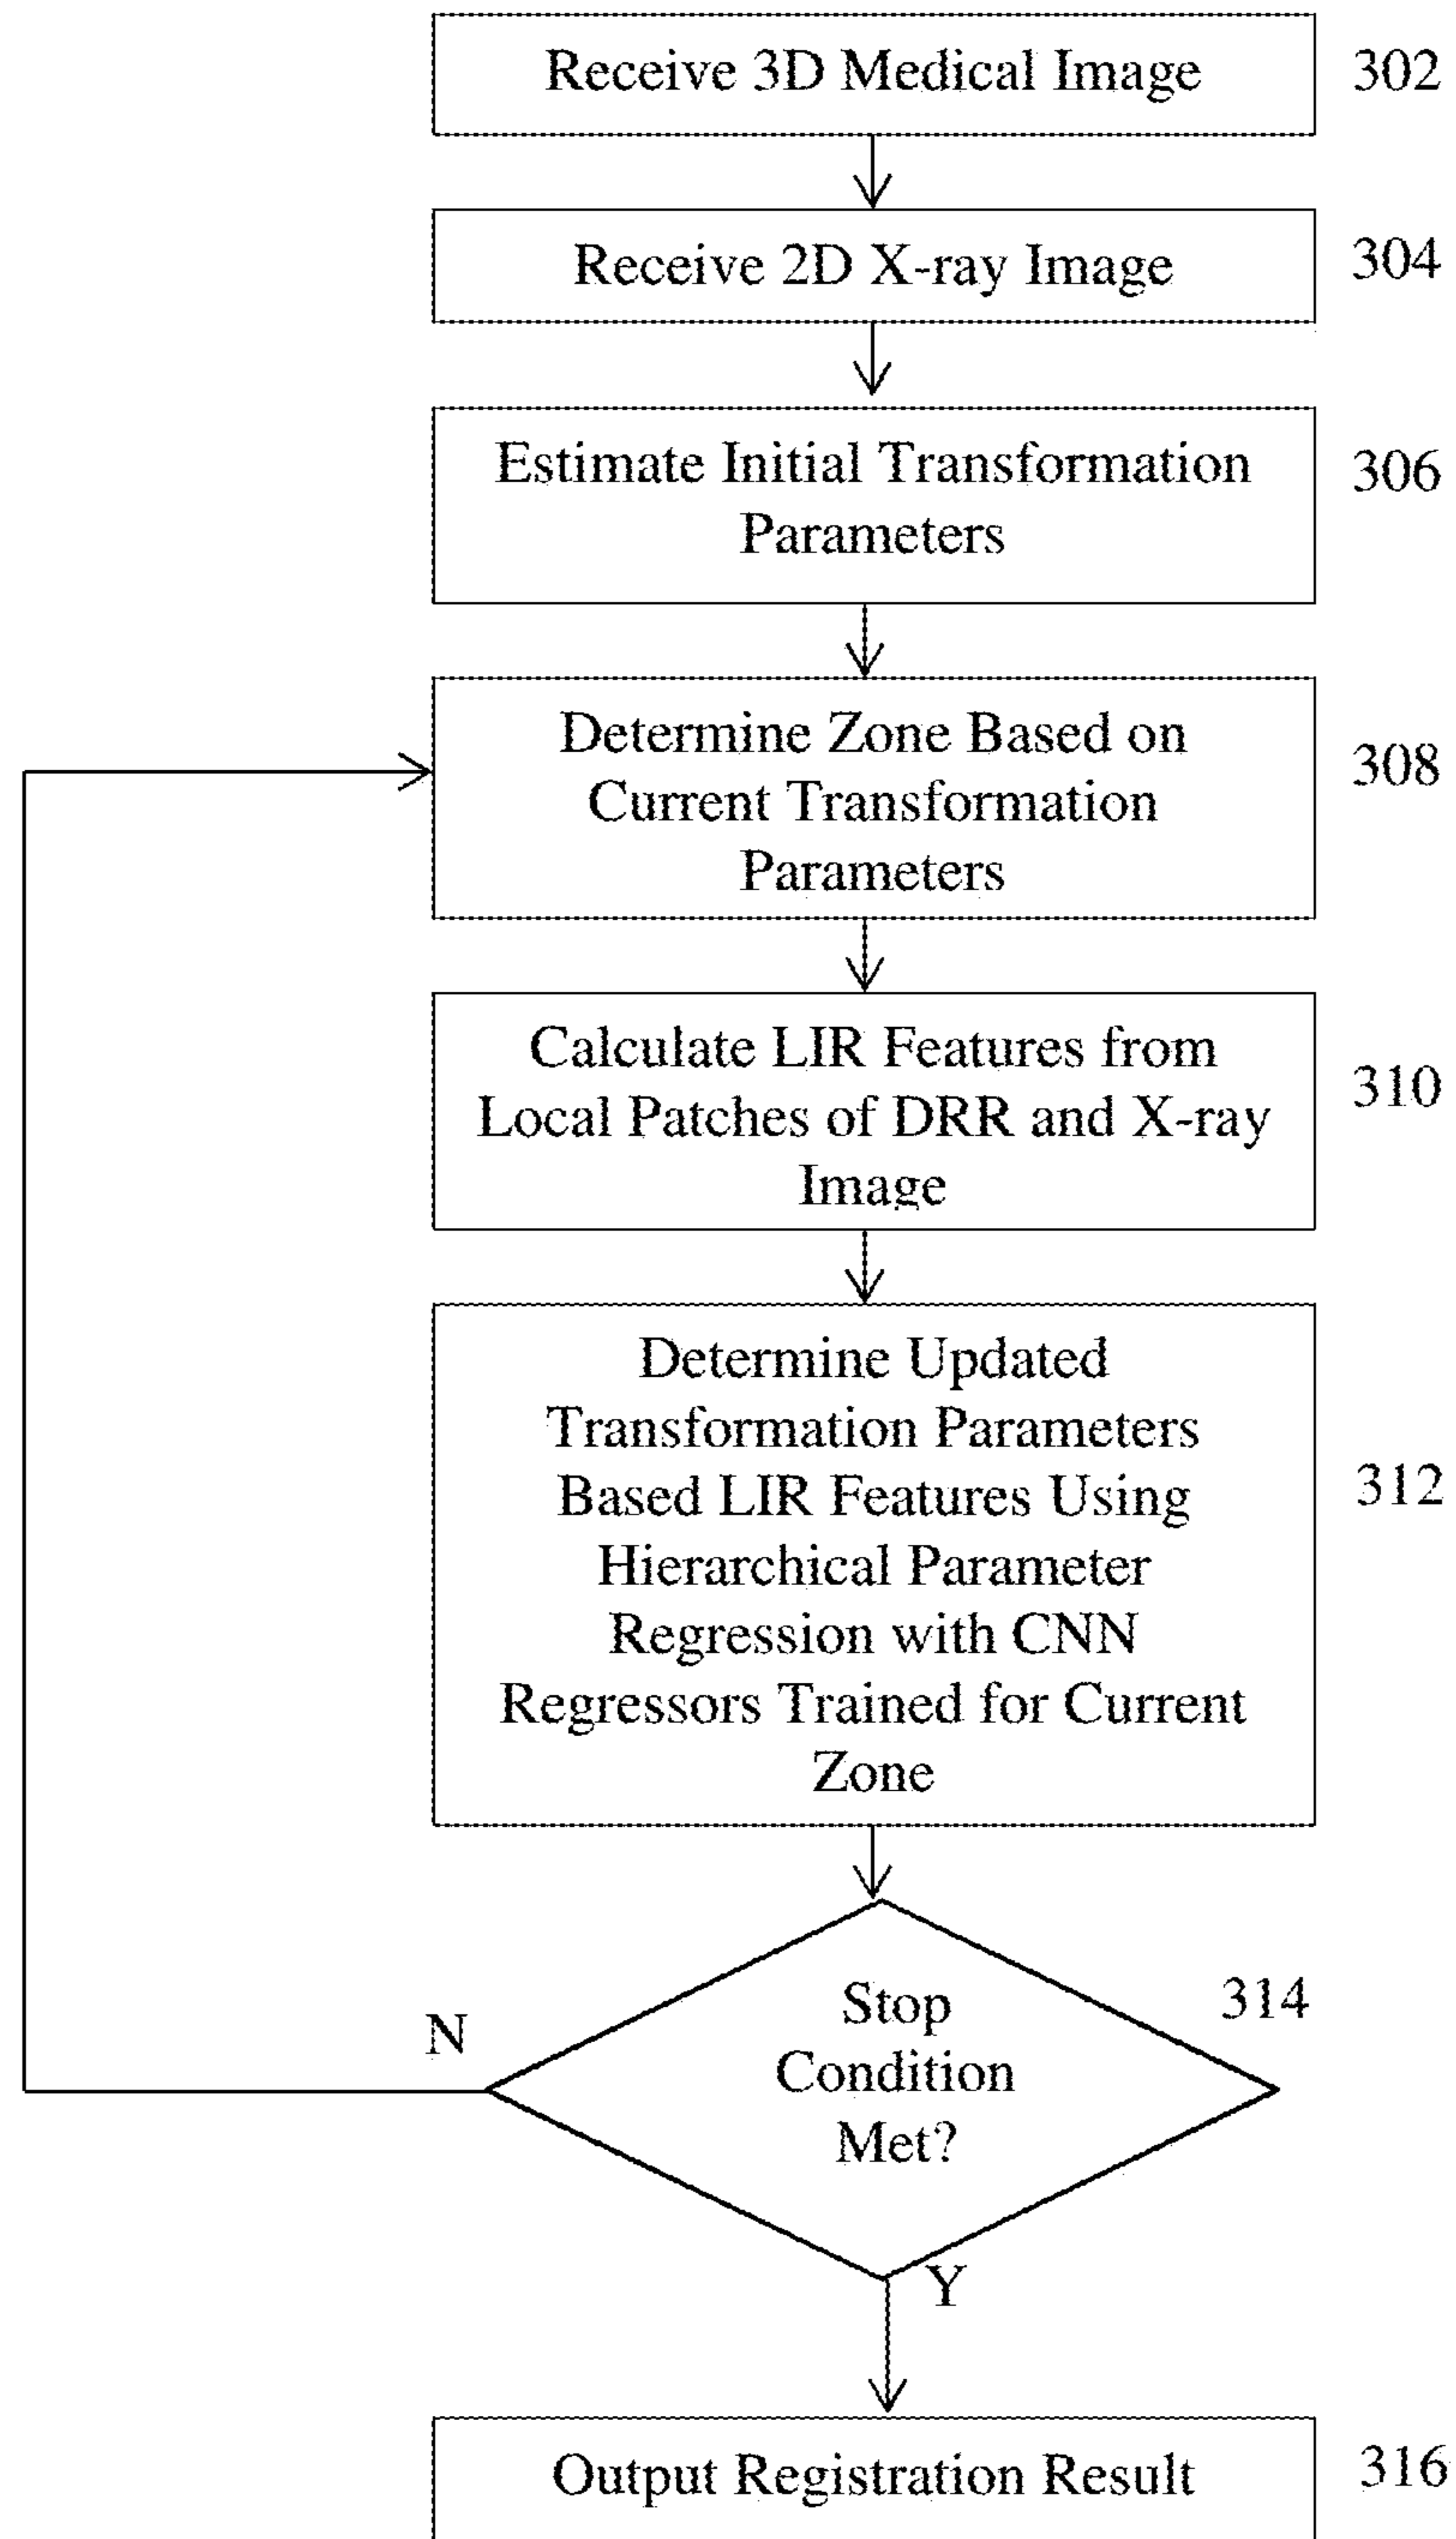 Receive 3D Medical Image
302
Receive 2D X-ray Image
304
Estimate Initial Transformation
Parameters
306
Determine Zone Based on
Current Transformation
Parameters
308
Calculate LIR Features from
Local Patches of DRR and X-ray
Image
310
Determine Updated
Transformation Parameters
Based LIR Features Using
Hierarchical Parameter
Regression with CNN
Regressors Trained for Current
Zone
312
Stop
Condition
Met?
314
N
Y
Output Registration Result
316